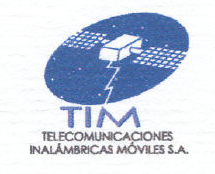 TIM
TELECOMUNICACIONES
INALÁMBRICAS MÓVILES S.A.